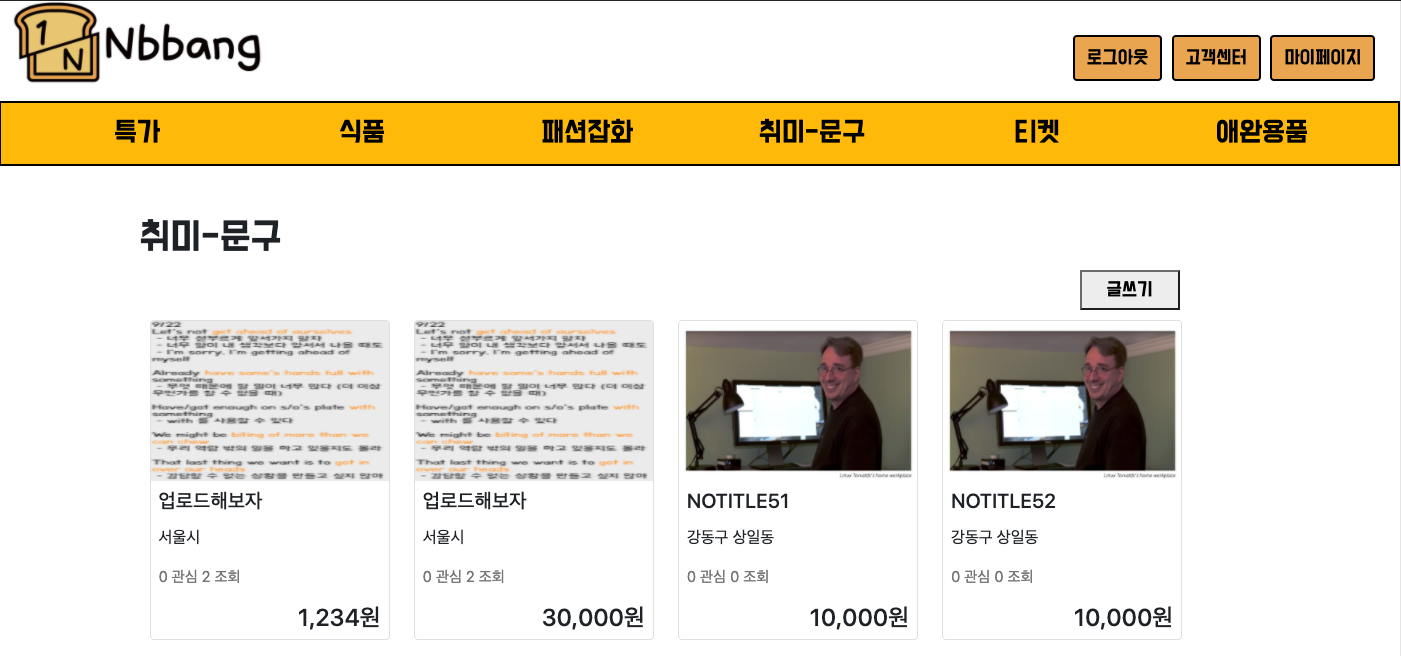 1
N
Nbbang
로그아웃 고객센터 마이페이지
특가 식품 패션잡화 취미-문구 티켓 애완용품
취미-문구
글쓰기
9/22
Let's not get ahead of ourselves
- 너무 섣부르게 앞서가지 말자
- 너무 많이 내 생각보다 앞서서 나올 때도
- I'm sorry. I'm getting ahead of
myself
Already have some's hands full with
something
- 무엇 때문에 할 일이 너무 많다 (더 이상
무언가를 할 수 없을 때)
Have/got enough on s/o's plate with
something
- with 를 사용할 수 있다
We might be biting of more than we
can chew
- 우리 역량 밖의 일을 하고 있을지도 몰라
That last thing we want is to get in
over our heads
- 감당할 수 없는 상황을 만들고 싶지 않아
업로드해보자
서울시
0 관심 2 조회
1,234원
9/22
Let's not get ahead of ourselves
- 너무 섣부르게 앞서가지 말자
- 너무 많이 내 생각보다 앞서서 나올 때도
- I'm sorry. I'm getting ahead of
myself
Already have some's hands full with
something
- 무엇 때문에 할 일이 너무 많다 (더 이상
무언가를 할 수 없을 때)
Have/got enough on s/o's plate with
something
- with 를 사용할 수 있다
We might be biting of more than we
can chew
- 우리 역량 밖의 일을 하고 있을지도 몰라
That last thing we want is to get in
over our heads
- 감당할 수 없는 상황을 만들고 싶지 않아
업로드해보자
서울시
0 관심 2 조회
30,000원
Linus Torvalds's home workplace
NOTITLE51
강동구 상일동
0 관심 0 조회
10,000원
Linus Torvalds's home workplace
NOTITLE52
강동구 상일동
0 관심 0 조회
10,000원